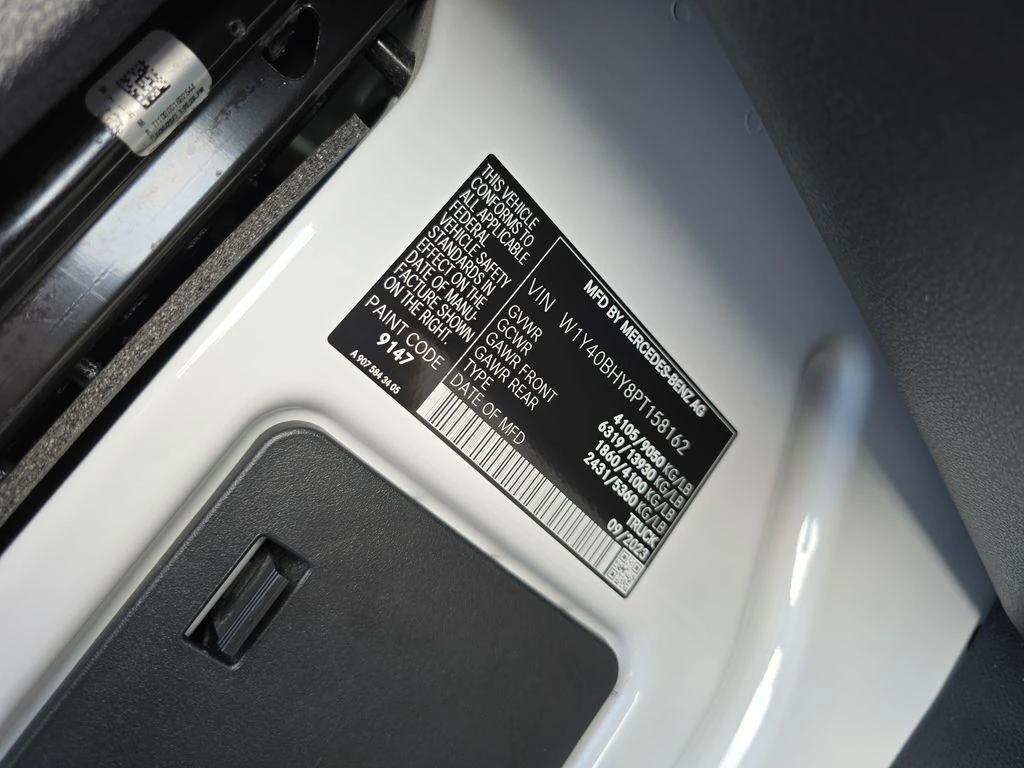 THIS VEHICLE
CONFORMS TO
ALL APPLICABLE
FEDERAL
VEHICLE SAFETY
STANDARDS IN
EFFECT ON THE
DATE OF MANU-
FACTURE SHOWN
ON THE RIGHT.
PAINT CODE
9147
A 907 584 34 05
MFD BY MERCEDES-BENZ AG
VIN W1Y40BHY8PT158162
GVWR 4105/9050 KG/LB
GCWR 6319/13930 KG/LB
GAWR FRONT 1860/4100 KG/LB
GAWR REAR 2431/5360 KG/LB
TYPE TRUCK
DATE OF MFD 09/2023